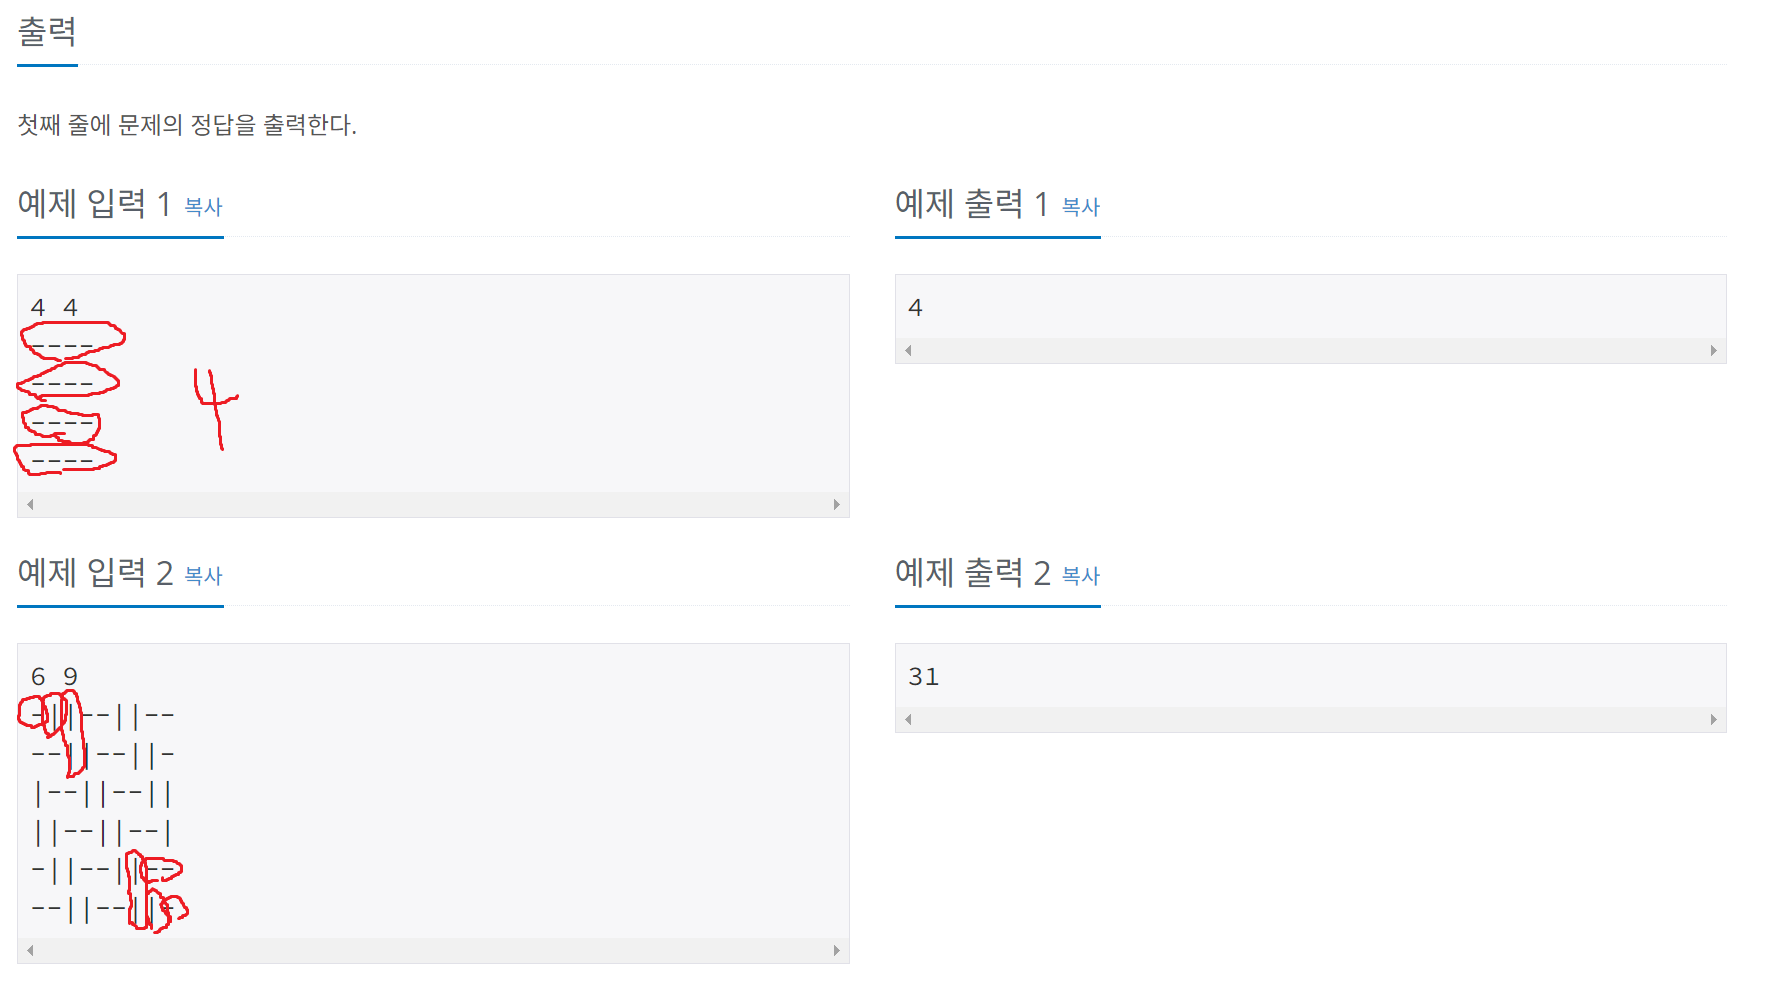 출력
첫째 줄에 문제의 정답을 출력한다.
예제 입력 1 복사
4 4
----
----
----
----
4
예제 출력 1 복사
4
예제 입력 2 복사
6 9
-||--||--
--||--||-
|--||--||
||--||--|
-||--||--
--||--||-
예제 출력 2 복사
31